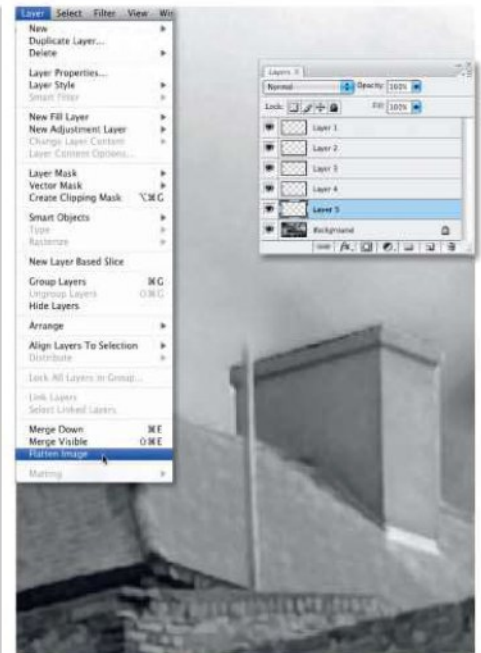 Layer Select Filter View Wi
New
Duplicate Layer...
Delete
Layer Properties...
Layer Style
Smart Filter
New Fill Layer
New Adjustment Layer
Change Layer Content
Layer Content Options...
Layer Mask
Vector Mask
Create Clipping Mask ⌥⌘G
Smart Objects
Type
Rasterize
New Layer Based Slice
Group Layers ⌘G
Ungroup Layers ⇧⌘G
Hide Layers
Arrange
Align Layers To Selection
Distribute
Lock All Layers in Group...
Link Layers
Select Linked Layers
Merge Down ⌘E
Merge Visible ⇧⌘E
Flatten Image
Matting
Layers
Normal Opacity: 100%
Lock: Fill: 100%
Layer 1
Layer 2
Layer 3
Layer 4
Layer 5
Background